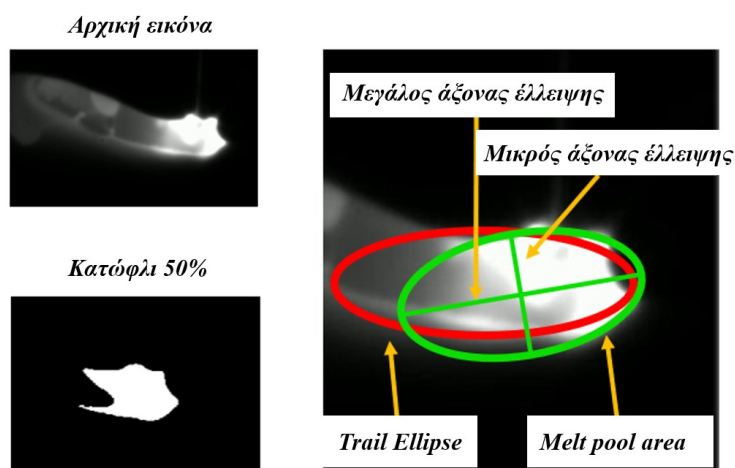 Αρχική εικόνα
Μεγάλος άξονας έλλειψης
Μικρός άξονας έλλειψης
Κατώφλι 50%
Trail Ellipse
Melt pool area